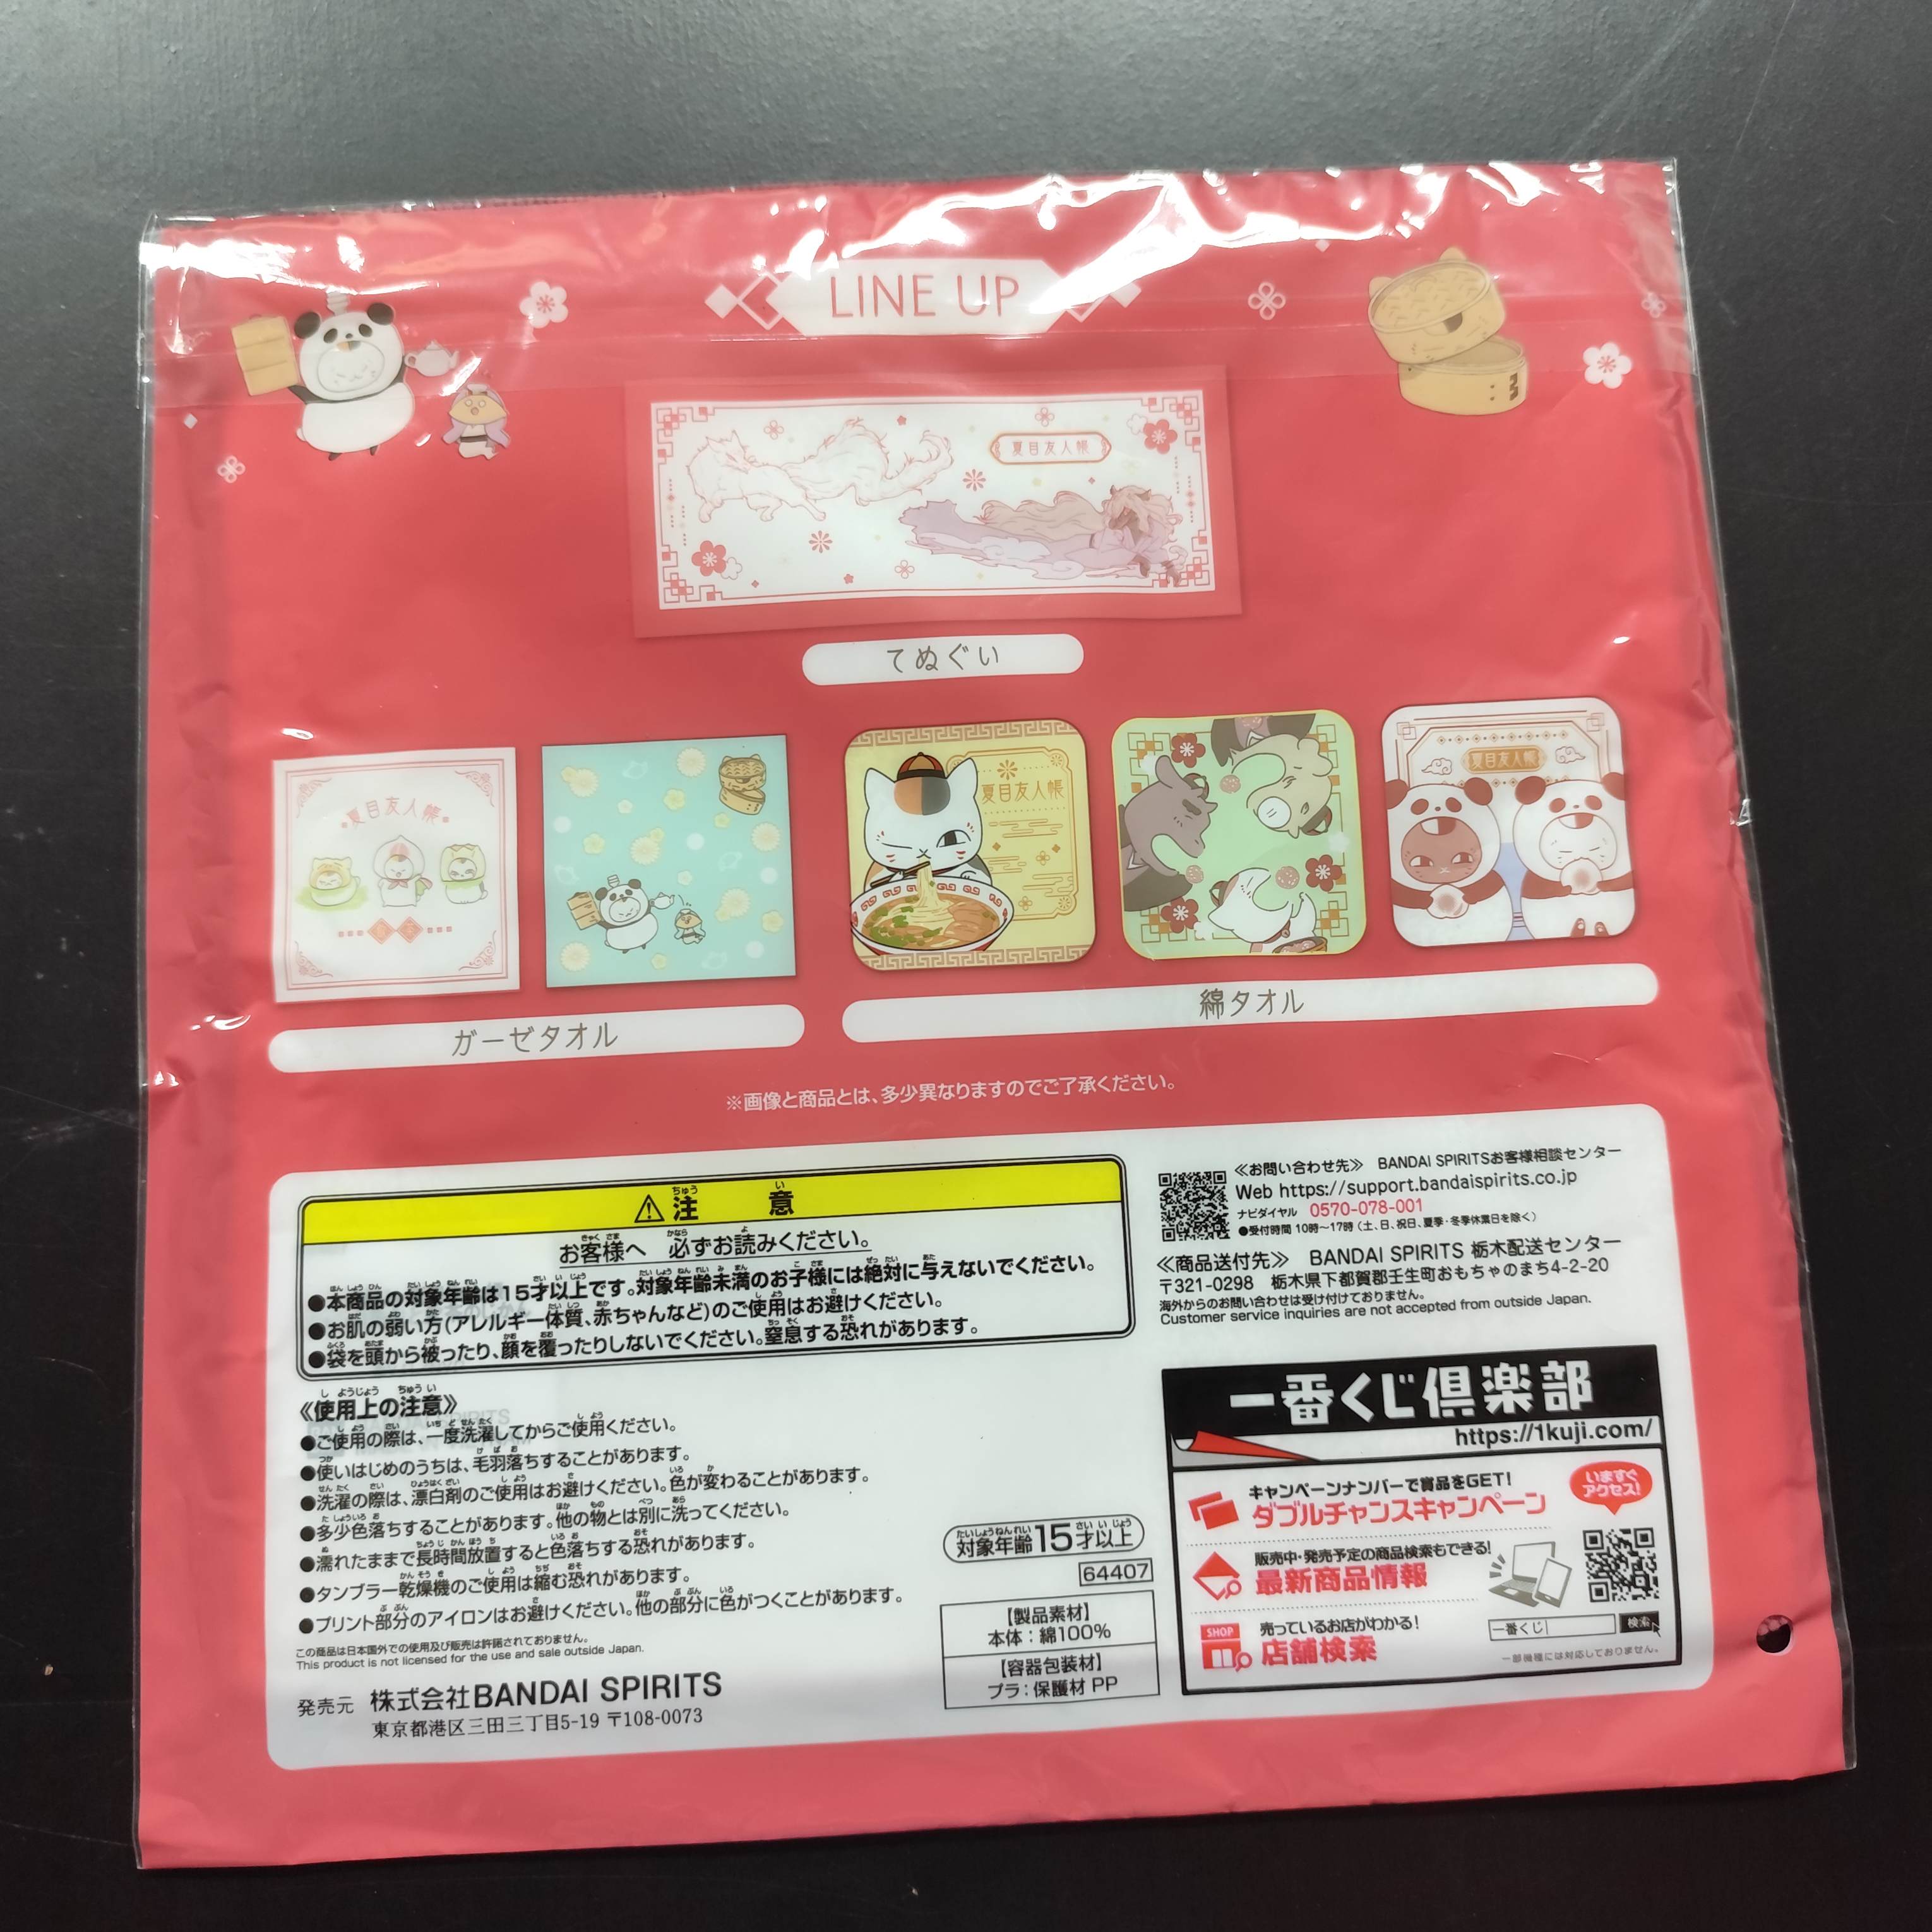 LINE UP
夏目友人帳
てぬぐい
夏目友人帳
夏目友人帳
夏目友人帳
ガーゼタオル
綿タオル
※画像と商品とは、多少異なりますのでご了承ください。
⚠注意
お客様へ 必ずお読みください。
●本商品の対象年齢は15才以上です。対象年齢未満のお子様には絶対に与えないでください。
●お肌の弱い方(アレルギー体質、赤ちゃんなど)のご使用はお避けください。
●袋を頭から被ったり、顔を覆ったりしないでください。窒息する恐れがあります。
《使用上の注意》
●ご使用の際は、一度洗濯してからご使用ください。
●使いはじめのうちは、毛羽落ちすることがあります。
●洗濯の際は、漂白剤のご使用はお避けください。色が変わることがあります。
●多少色落ちすることがあります。他の物とは別に洗ってください。
●濡れたままで長時間放置すると色落ちする恐れがあります。
●タンブラー乾燥機のご使用は縮む恐れがあります。
●プリント部分のアイロンはお避けください。他の部分に色がつくことがあります。
この商品は日本国外での使用及び販売は許諾されておりません。
This product is not licensed for the use and sale outside Japan.
発売元 株式会社BANDAI SPIRITS
東京都港区三田三丁目5-19 〒108-0073
対象年齢15才以上
64407
【製品素材】
本体：綿100%
【容器包装材】
プラ：保護材 PP
≪お問い合わせ先≫ BANDAI SPIRITSお客様相談センター
Web https://support.bandaispirits.co.jp
ナビダイヤル 0570-078-001
●受付時間 10時～17時（土、日、祝日、夏季・冬季休業日を除く）
≪商品送付先≫ BANDAI SPIRITS 栃木配送センター
〒321-0298 栃木県下都賀郡壬生町おもちゃのまち4-2-20
海外からのお問い合わせは受け付けておりません。
Customer service inquiries are not accepted from outside Japan.
一番くじ倶楽部
https://1kuji.com/
キャンペーンナンバーで賞品をGET!
ダブルチャンスキャンペーン
いますぐ
アクセス!
販売中・発売予定の商品検索もできる!
最新商品情報
SHOP
売っているお店がわかる!
店舗検索
一番くじ
検索
一部機種には対応しておりません。